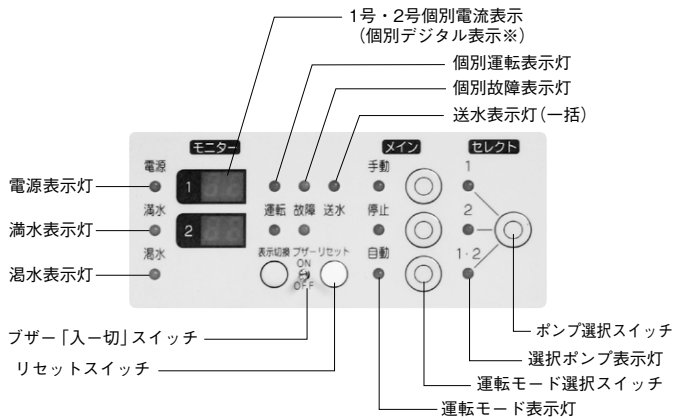 1号・2号個別電流表示
（個別デジタル表示※）
個別運転表示灯
個別故障表示灯
送水表示灯（一括）
モニター
メイン
セレクト
電源
手動
1
電源表示灯
1
満水
運転 故障 送水
停止
2
満水表示灯
2
渇水
表示切換 ブザー リセット
自動
1・2
ON
渇水表示灯
OFF
ブザー「入ー切」スイッチ
ポンプ選択スイッチ
リセットスイッチ
選択ポンプ表示灯
運転モード選択スイッチ
運転モード表示灯